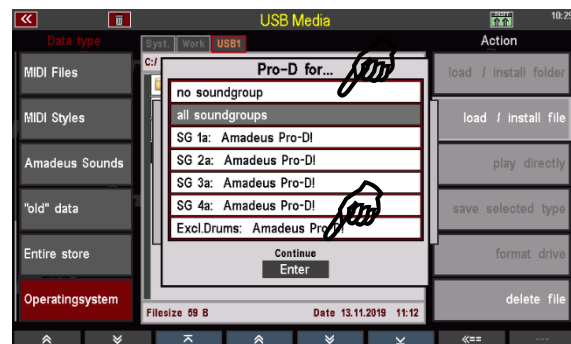 USB Media
10:29
Data type
Syst. Work USB1
Action
C:/
MIDI Files
MIDI Styles
Amadeus Sounds
"old" data
Entire store
Operatingsystem
Pro-D for...
no soundgroup
all soundgroups
SG 1a: Amadeus Pro-D!
SG 2a: Amadeus Pro-D!
SG 3a: Amadeus Pro-D!
SG 4a: Amadeus Pro-D!
Excl.Drums: Amadeus Pro-D!
Continue
Enter
Filesize 59 B Date 13.11.2019 11:12
load / install folder
load / install file
play directly
save selected type
format drive
delete file
«==
---